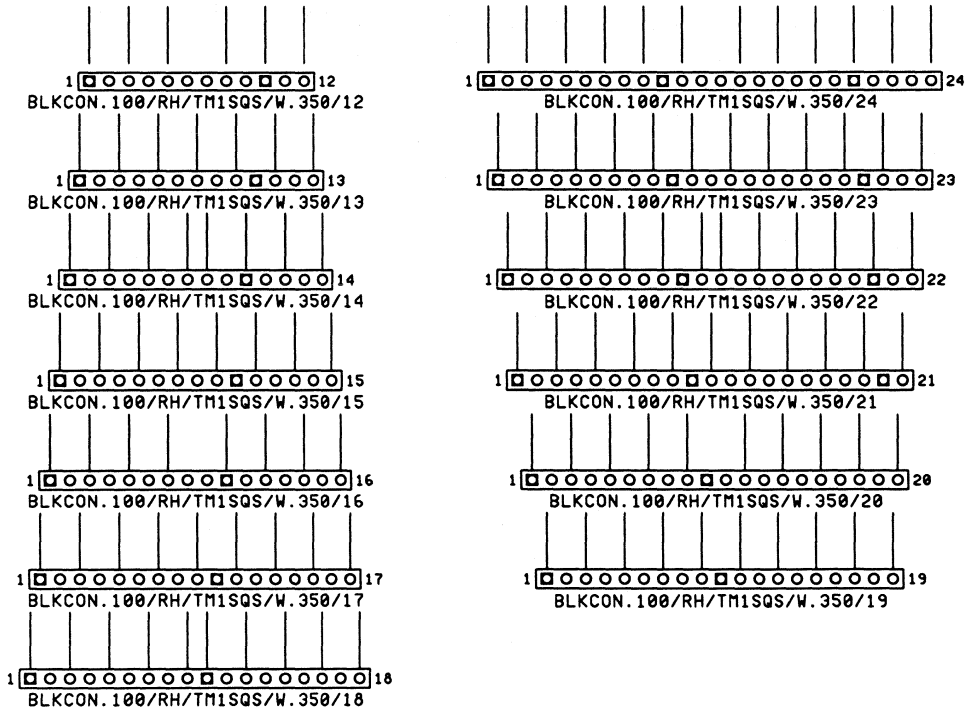 1 12
BLKCON.100/RH/TM1SQS/W.350/12
1 13
BLKCON.100/RH/TM1SQS/W.350/13
1 14
BLKCON.100/RH/TM1SQS/W.350/14
1 15
BLKCON.100/RH/TM1SQS/W.350/15
1 16
BLKCON.100/RH/TM1SQS/W.350/16
1 17
BLKCON.100/RH/TM1SQS/W.350/17
1 18
BLKCON.100/RH/TM1SQS/W.350/18
1 24
BLKCON.100/RH/TM1SQS/W.350/24
1 23
BLKCON.100/RH/TM1SQS/W.350/23
1 22
BLKCON.100/RH/TM1SQS/W.350/22
1 21
BLKCON.100/RH/TM1SQS/W.350/21
1 20
BLKCON.100/RH/TM1SQS/W.350/20
1 19
BLKCON.100/RH/TM1SQS/W.350/19